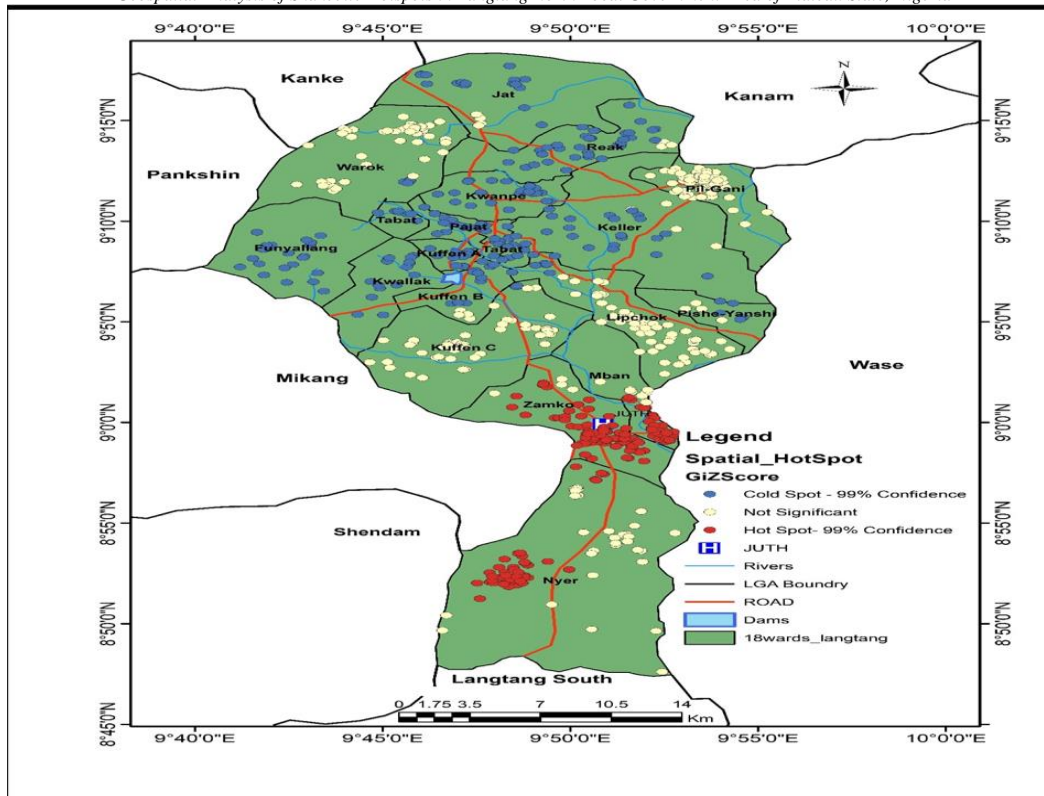 9°40'0"E 9°45'0"E 9°50'0"E 9°55'0"E 10°0'0"E
Kanke
Kanam
N
Jat
9°15'0"N
9°15'0"N
Reak
Warok
Pankshin
Pil-Gani
Kwanpe
9°10'0"N
9°10'0"N
Tabat
Pajat
Keller
Funyallang
Kuffen A
Tabat
Kwallak
Kuffen B
Pishe-Yanshi
Lipchok
9°5'0"N
9°5'0"N
Kuffen C
Wase
Mikang
Mban
Zamko
JUTH
9°0'0"N
9°0'0"N
Legend
Spatial_HotSpot
GiZScore
Cold Spot - 99% Confidence
Not Significant
Hot Spot- 99% Confidence
H JUTH
Rivers
LGA Boundry
ROAD
Dams
18wards_langtang
H
8°55'0"N
8°55'0"N
Shendam
Nyer
8°50'0"N
8°50'0"N
Langtang South
0 1.75 3.5 7 10.5 14
Km
8°45'0"N
8°45'0"N
9°40'0"E 9°45'0"E 9°50'0"E 9°55'0"E 10°0'0"E